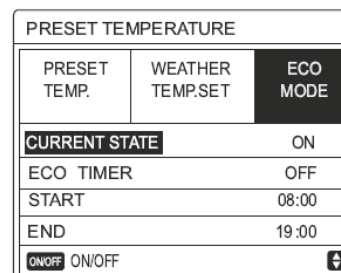 PRESET TEMPERATURE
PRESET TEMP.
WEATHER TEMP.SET
ECO MODE
CURRENT STATE ON
ECO TIMER OFF
START 08:00
END 19:00
ON/OFF ON/OFF